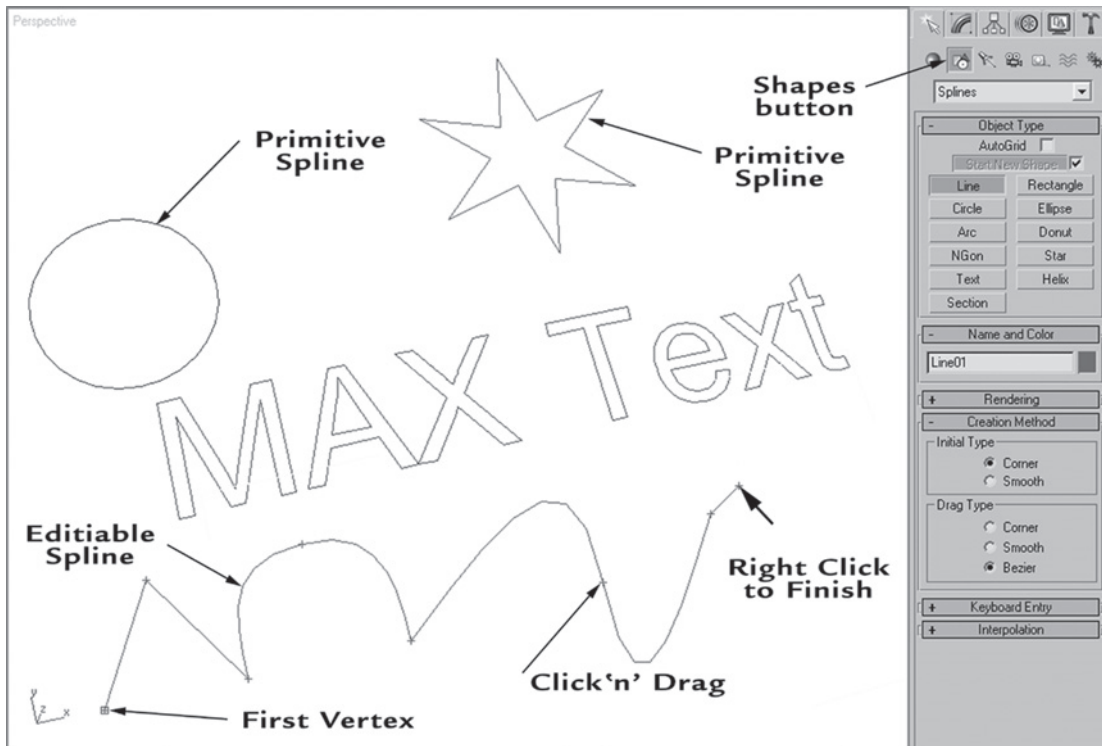 Perspective
Shapes
button
Splines
Primitive
Spline
Primitive
Spline
- Object Type
AutoGrid
Start New Shape
Line Rectangle
Circle Ellipse
Arc Donut
NGon Star
Text Helix
Section
- Name and Color
Line01
+ Rendering
- Creation Method
Initial Type
Corner
Smooth
Drag Type
Corner
Smooth
Bezier
+ Keyboard Entry
+ Interpolation
MAX Text
Editiable
Spline
Right Click
to Finish
Click'n' Drag
First Vertex
y
z x